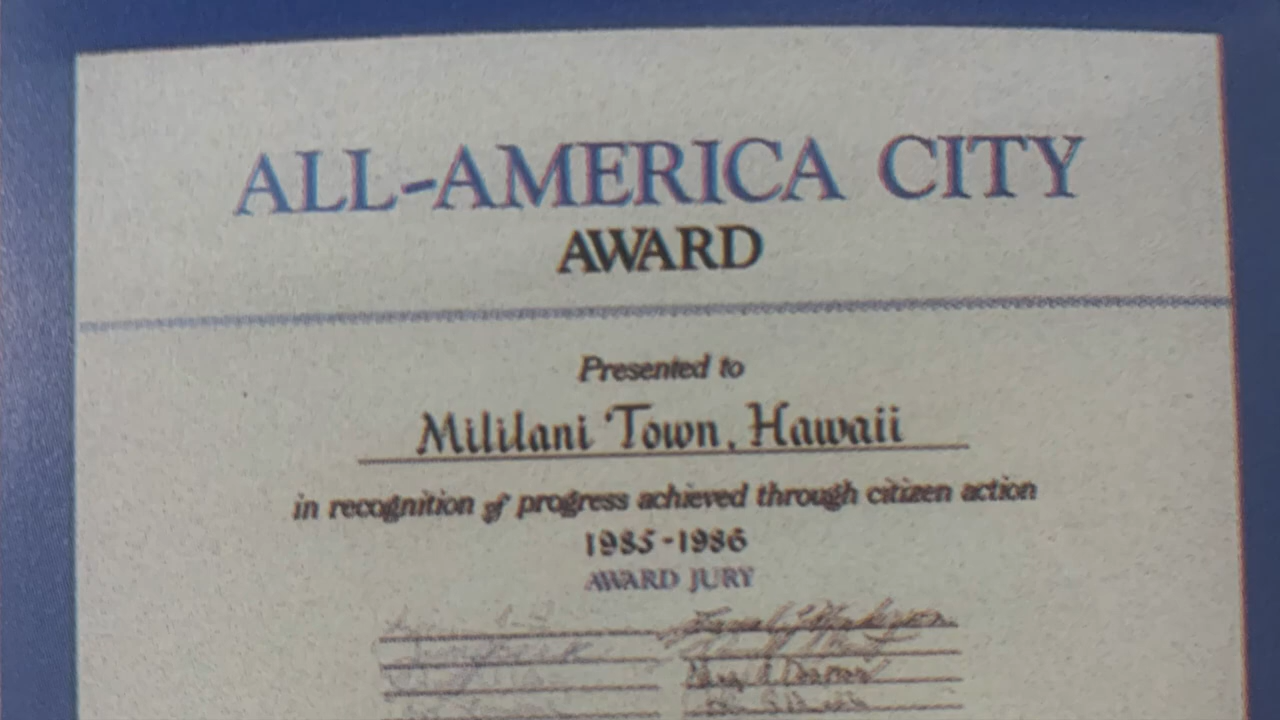 ALL-AMERICA CITY
AWARD
Presented to
Mililani Town, Hawaii
in recognition of progress achieved through citizen action
1985-1986
AWARD JURY